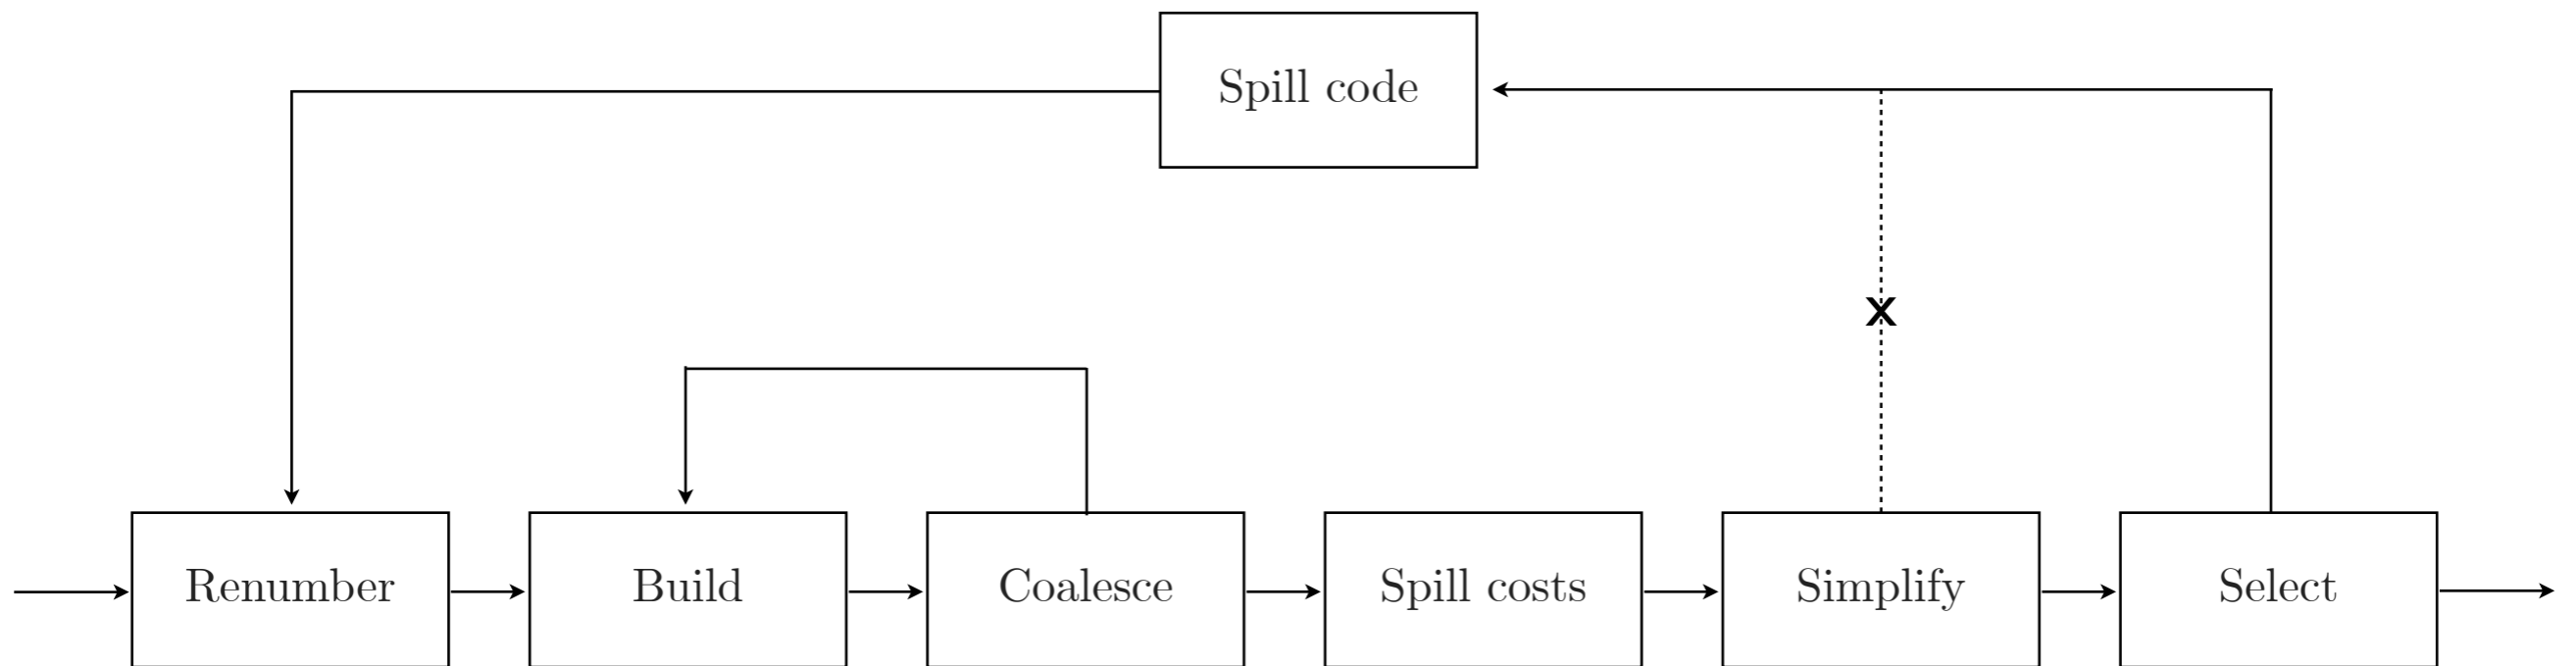 Spill code
X
Renumber
Build
Coalesce
Spill costs
Simplify
Select